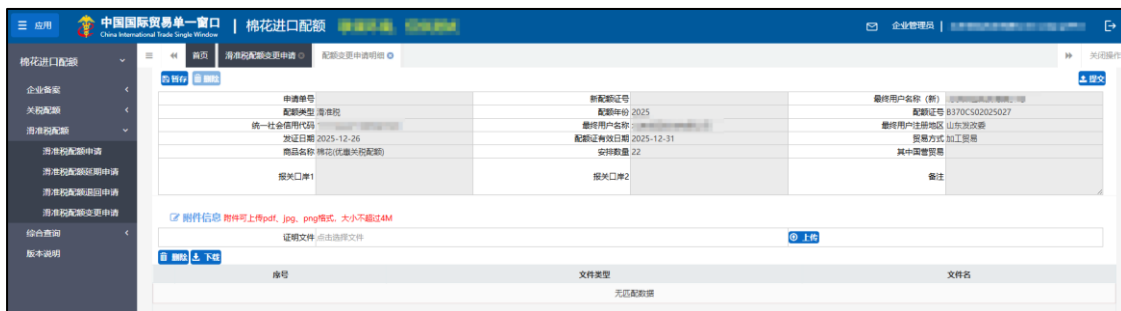 应用 中国国际贸易单一窗口 | 棉花进口配额 企业管理员 |
China International Trade Single Window
棉花进口配额
企业备案
关税配额
滑准税配额
滑准税配额申请
滑准税配额延期申请
滑准税配额退回申请
滑准税配额变更申请
综合查询
版本说明
首页 滑准税配额变更申请 配额变更申请明细 关闭操作
暂存 删除 提交
申请单号 新配额证号 最终用户名称（新）
配额类型 滑准税 配额年份 2025 配额证号 B370CS02025027
统一社会信用代码 最终用户名称 最终用户注册地区 山东发改委
发证日期 2025-12-26 配额证有效日期 2025-12-31 贸易方式 加工贸易
商品名称 棉花(优惠关税配额) 安排数量 22 其中国营贸易
报关口岸1 报关口岸2 备注
附件信息 附件可上传pdf、jpg、png格式，大小不超过4M
证明文件 点击选择文件 上传
删除 下载
序号 文件类型 文件名
无匹配数据